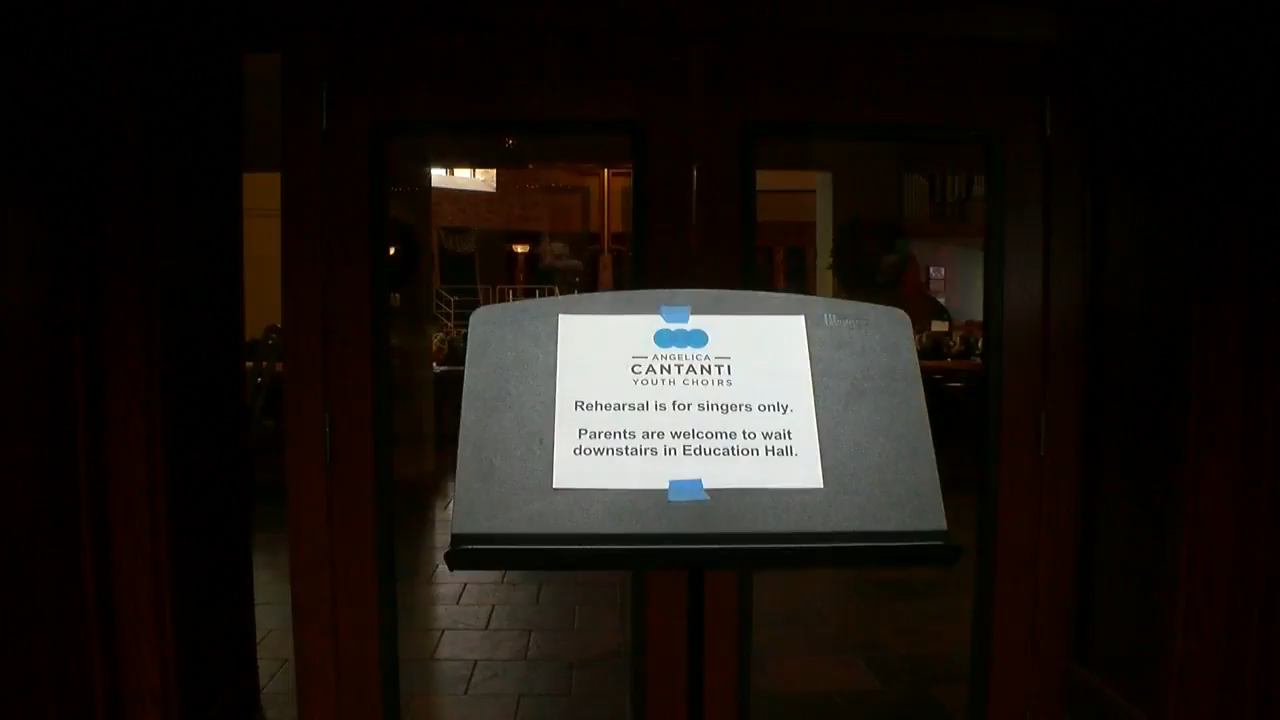 ANGELICA
CANTANTI
YOUTH CHOIRS
Rehearsal is for singers only.
Parents are welcome to wait
downstairs in Education Hall.